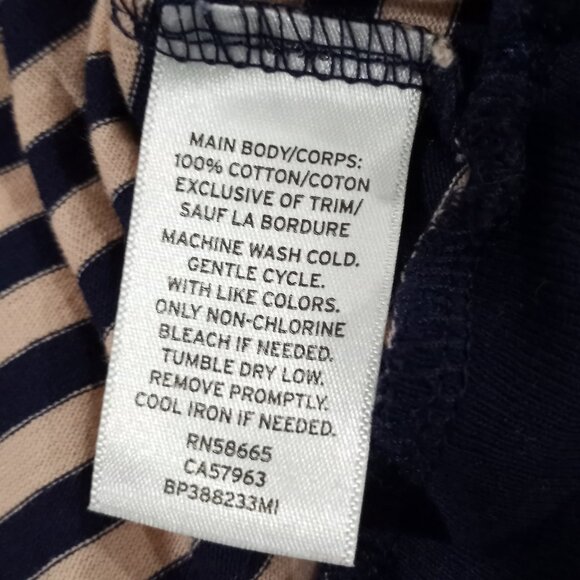 MAIN BODY/CORPS:
100% COTTON/COTON
EXCLUSIVE OF TRIM/
SAUF LA BORDURE
MACHINE WASH COLD.
GENTLE CYCLE.
WITH LIKE COLORS.
ONLY NON-CHLORINE
BLEACH IF NEEDED.
TUMBLE DRY LOW.
REMOVE PROMPTLY.
COOL IRON IF NEEDED.
RN58665
CA57963
BP388233MI